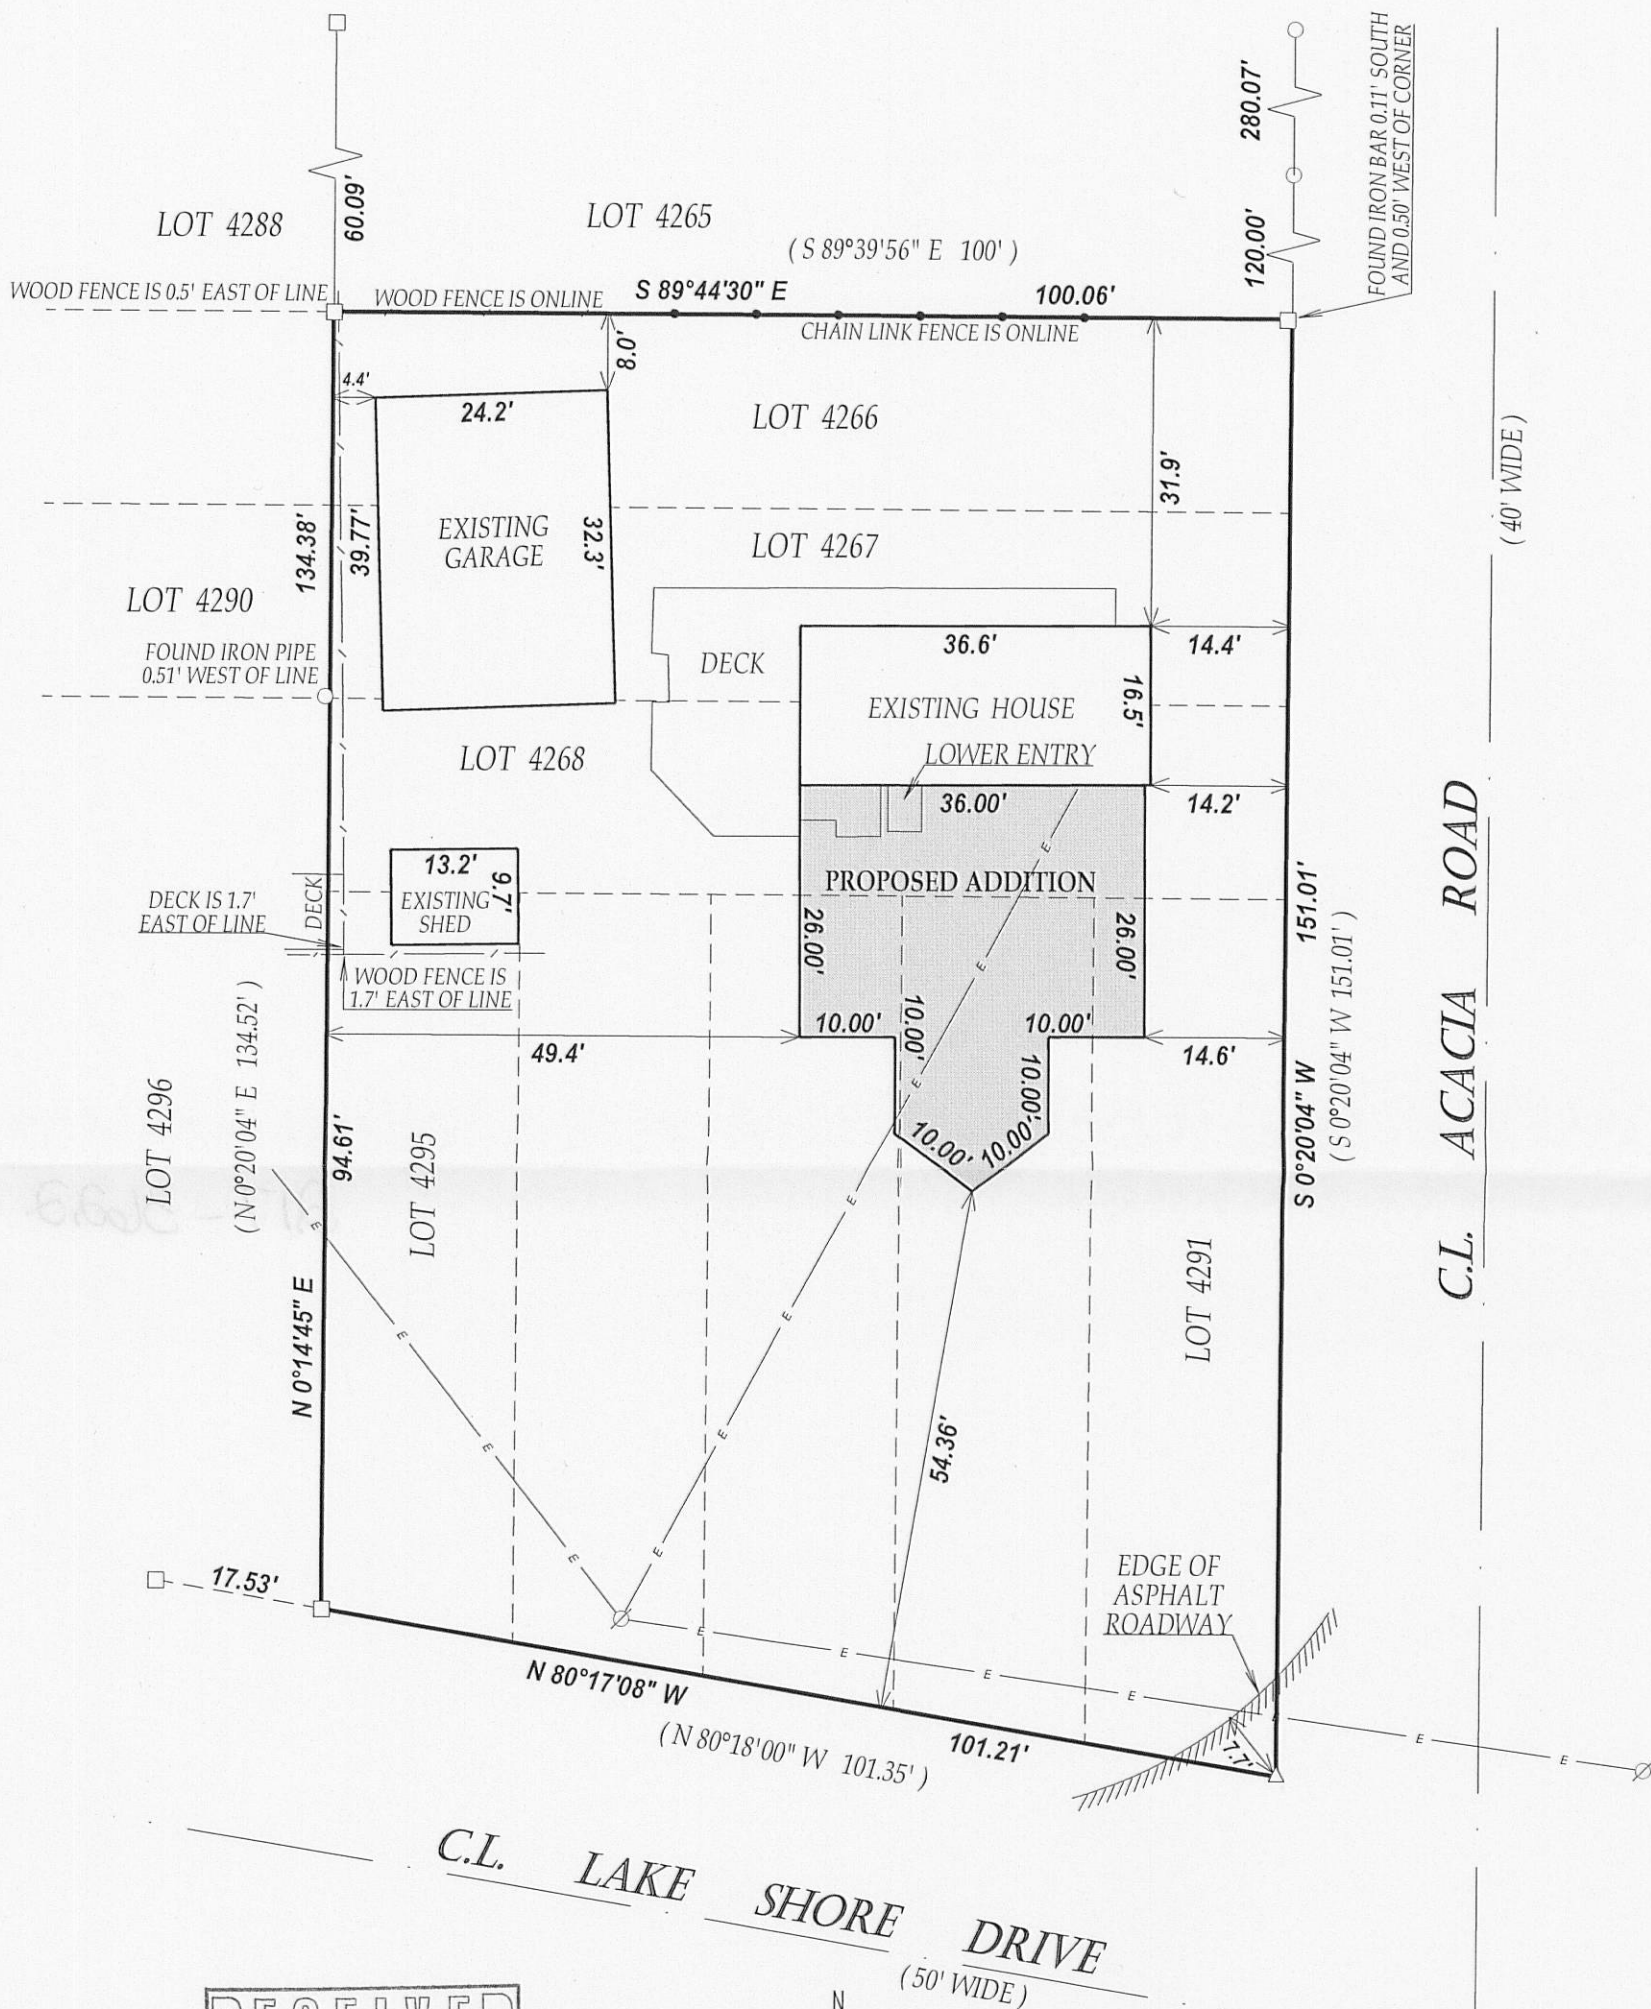 280.07'
FOUND IRON BAR 0.11' SOUTH
AND 0.50' WEST OF CORNER
60.09'
LOT 4288
LOT 4265
120.00'
( S 89°39'56" E 100' )
WOOD FENCE IS 0.5' EAST OF LINE
WOOD FENCE IS ONLINE
S 89°44'30" E
100.06'
CHAIN LINK FENCE IS ONLINE
8.0'
4.4'
24.2'
LOT 4266
31.9'
( 40' WIDE )
134.38'
39.77'
EXISTING
GARAGE
32.3'
LOT 4267
LOT 4290
FOUND IRON PIPE
0.51' WEST OF LINE
DECK
36.6'
14.4'
EXISTING HOUSE
16.5'
LOT 4268
LOWER ENTRY
36.00'
14.2'
13.2'
EXISTING
SHED
9.7'
PROPOSED ADDITION
DECK IS 1.7'
EAST OF LINE
DECK
26.00'
26.00'
151.01'
( S 0°20'04" W 151.01' )
C.L. ACACIA ROAD
WOOD FENCE IS
1.7' EAST OF LINE
10.00'
10.00'
10.00'
49.4'
14.6'
10.00'
S 0°20'04" W
LOT 4296
( N 0°20'04" E 134.52' )
94.61'
LOT 4295
10.00'
10.00'
E
LOT 4291
N 0°14'45" E
54.36'
E
E
E
E
E
E
E
E
E
E
E
17.53'
EDGE OF
ASPHALT
ROADWAY
E
E
E
E
E
E
N 80°17'08" W
101.21'
( N 80°18'00" W 101.35' )
7.7'
C.L. LAKE SHORE DRIVE
( 50' WIDE )
RECEIVED
N